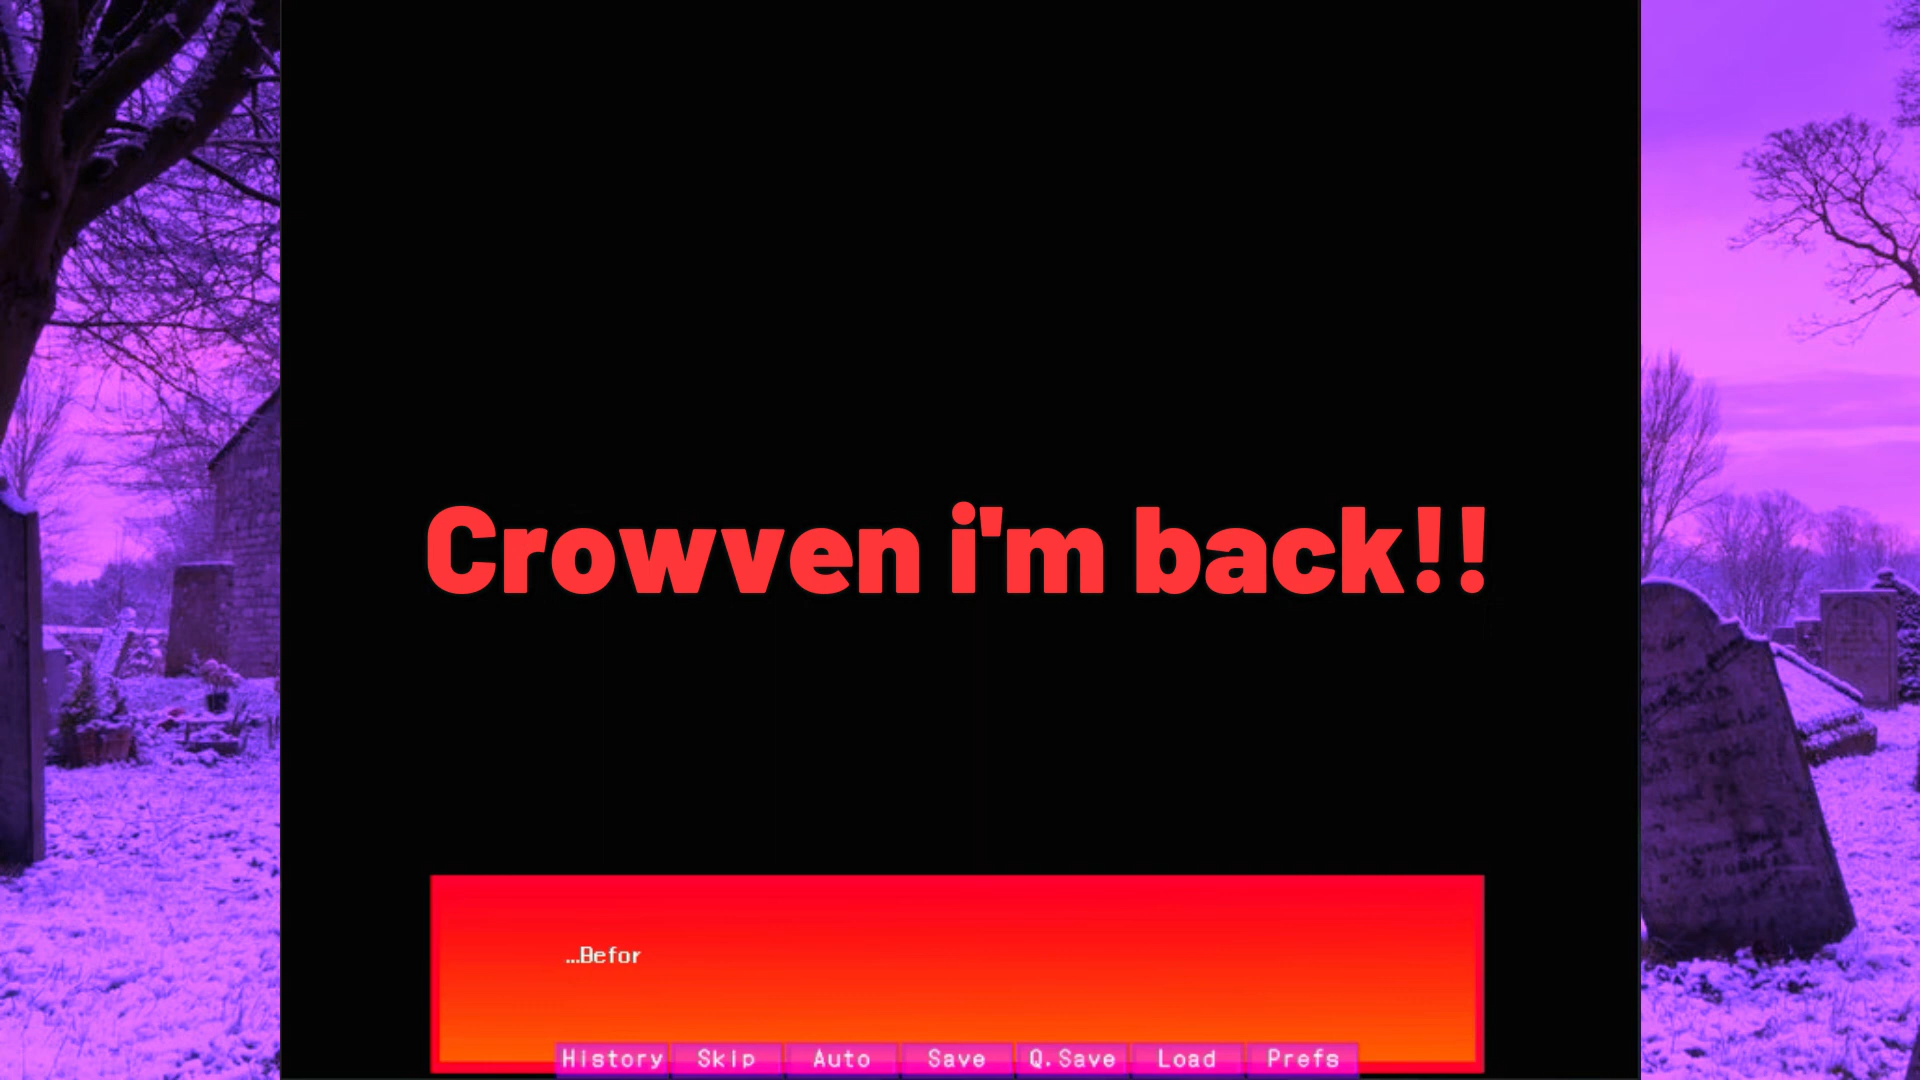 Crowven i'm back!!
...Befor
History Skip Auto Save Q.Save Load Prefs